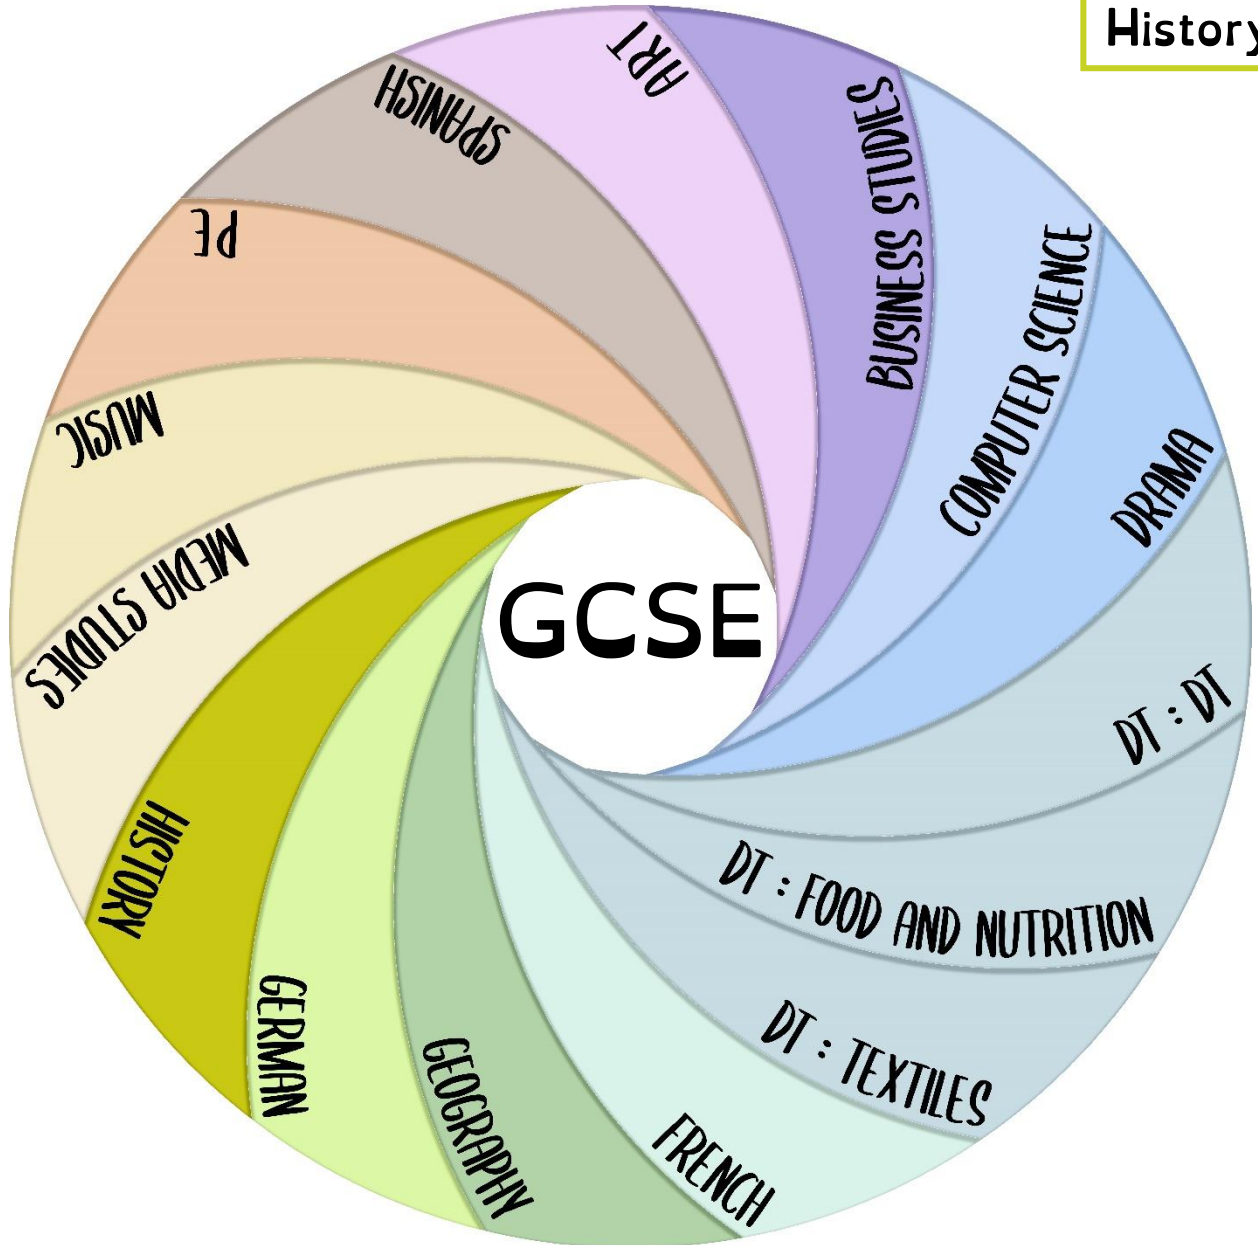 History
ART
BUSINESS STUDIES
COMPUTER SCIENCE
DRAMA
DT : DT
DT : FOOD AND NUTRITION
DT : TEXTILES
FRENCH
GEOGRAPHY
GERMAN
HISTORY
MEDIA STUDIES
MUSIC
PE
SPANISH
GCSE